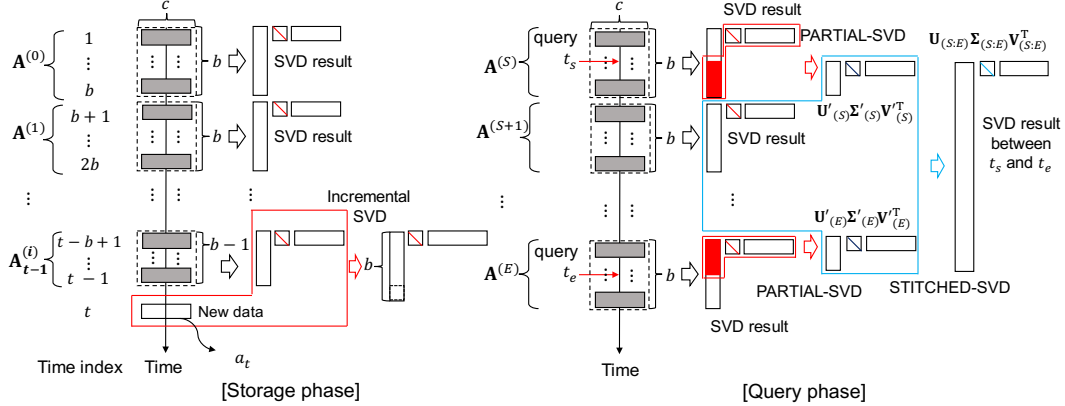 c
A^(0)
1
⋮
b
b
SVD result
A^(1)
b + 1
⋮
2b
b
SVD result
⋮
Incremental
SVD
A^(i)_t−1
t − b + 1
⋮
t − 1
b − 1
b
t
New data
a_t
Time index
Time
[Storage phase]
c
query
t_s
A^(S)
b
SVD result
PARTIAL-SVD
U'_(S)Σ'_(S)V'^T_(S)
A^(S+1)
b
SVD result
⋮
U_(S:E)Σ_(S:E)V^T_(S:E)
SVD result
between
t_s and t_e
A^(E)
query
t_e
b
U'_(E)Σ'_(E)V'^T_(E)
PARTIAL-SVD
STITCHED-SVD
SVD result
Time
[Query phase]